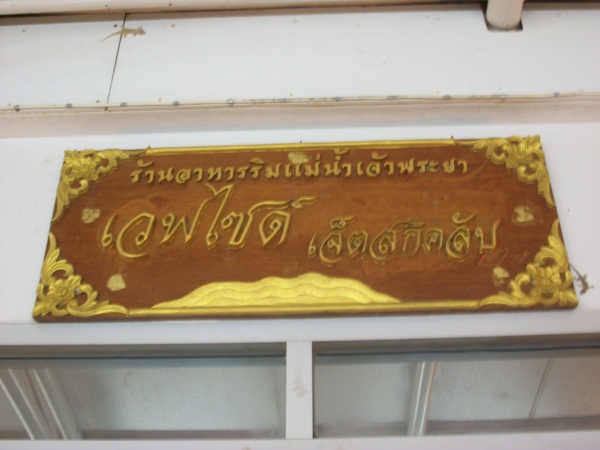 ร้านอาหารริมแม่น้ำเจ้าพระยา
เวฟไซด์ เจ็ตสกีคลับ